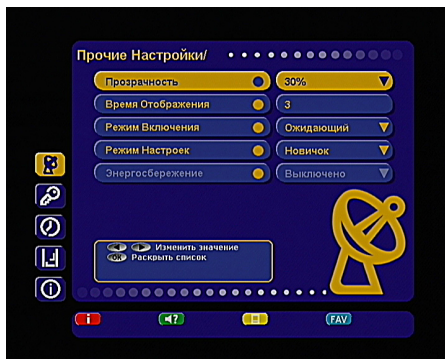 Прочие Настройки/
Прозрачность 30%
Время Отображения 3
Режим Включения Ожидающий
Режим Настроек Новичок
Энергосбережение Выключено
Изменить значение
OK Раскрыть список
i ?
FAV